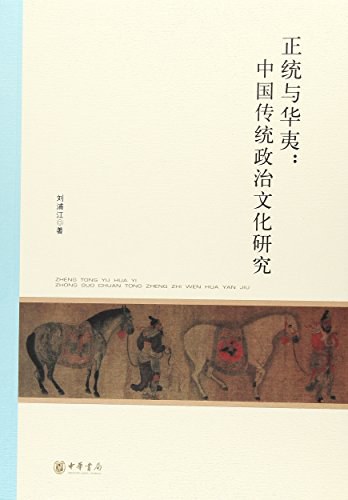 正统与华夷：
中国传统政治文化研究
刘浦江◎著
ZHENG TONG YU HUA YI
ZHONG GUO CHUAN TONG ZHENG ZHI WEN HUA YAN JIU
中華書局